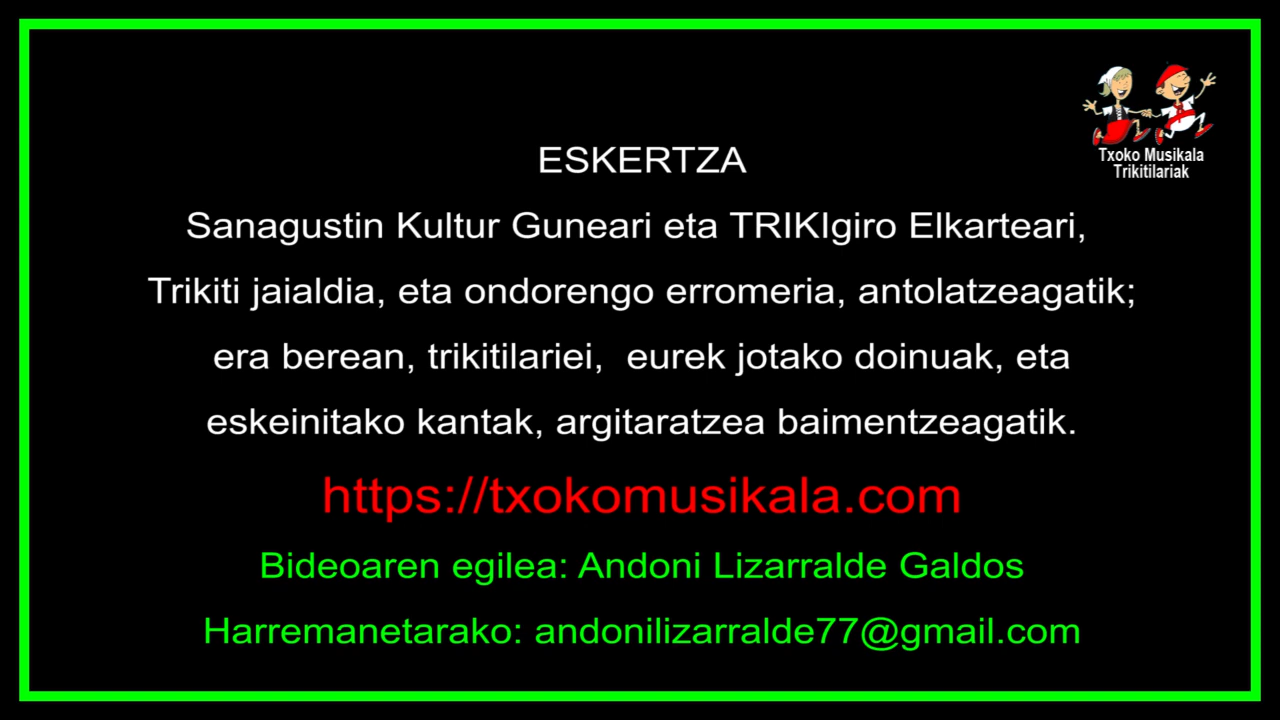 Txoko Musikala
Trikitilariak
ESKERTZA
Sanagustin Kultur Guneari eta TRIKIgiro Elkarteari,
Trikiti jaialdia, eta ondorengo erromeria, antolatzeagatik;
era berean, trikitilariei,  eurek jotako doinuak, eta
eskeinitako kantak, argitaratzea baimentzeagatik.
https://txokomusikala.com
Bideoaren egilea: Andoni Lizarralde Galdos
Harremanetarako: andonilizarralde77@gmail.com